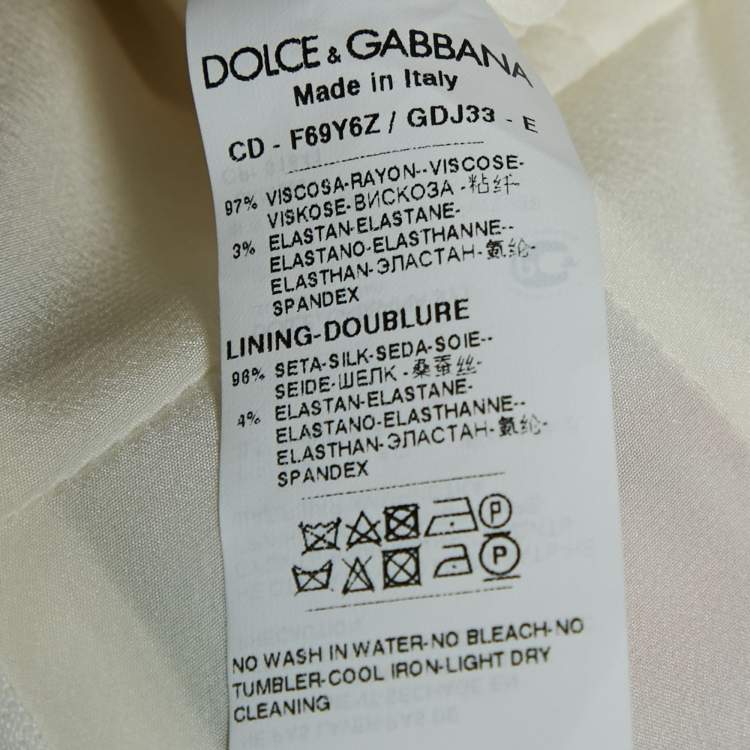 DOLCE & GABBANA
Made in Italy
CD - F69Y6Z / GDJ33 - E
97% VISCOSA-RAYON--VISCOSE-
VISKOSE-ВИСКОЗА -粘纤-
3% ELASTAN-ELASTANE-
ELASTANO-ELASTHANNE--
ELASTHAN-ЭЛАСТАН-氨纶-
SPANDEX
LINING-DOUBLURE
96% SETA-SILK-SEDA-SOIE--
SEIDE-ШЕЛК -桑蚕丝-
4% ELASTAN-ELASTANE-
ELASTANO-ELASTHANNE--
ELASTHAN-ЭЛАСТАН-氨纶-
SPANDEX
P
P
NO WASH IN WATER-NO BLEACH-NO
TUMBLER-COOL IRON-LIGHT DRY
CLEANING